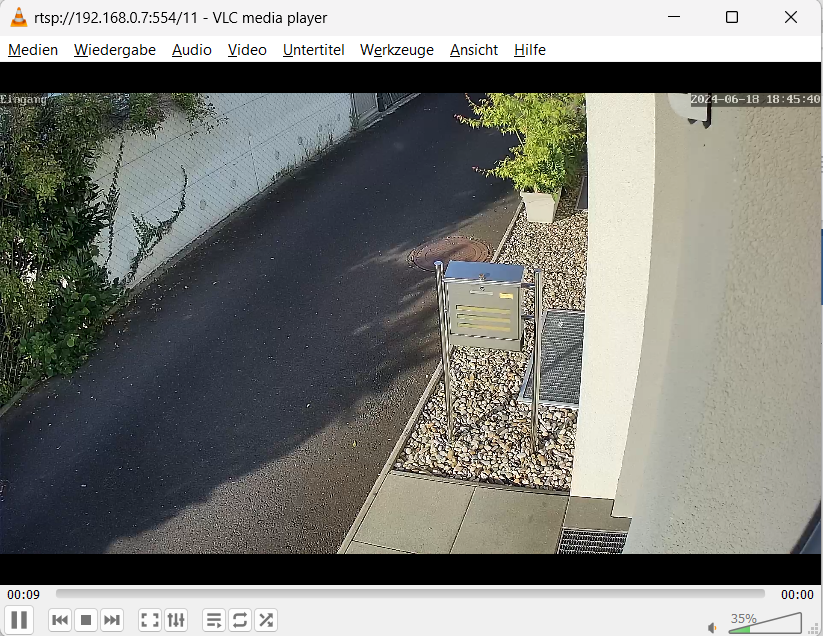 rtsp://192.168.0.7:554/11 - VLC media player
Medien Wiedergabe Audio Video Untertitel Werkzeuge Ansicht Hilfe
Eingang
2024-06-18 18:45:40
00:09
00:00
35%